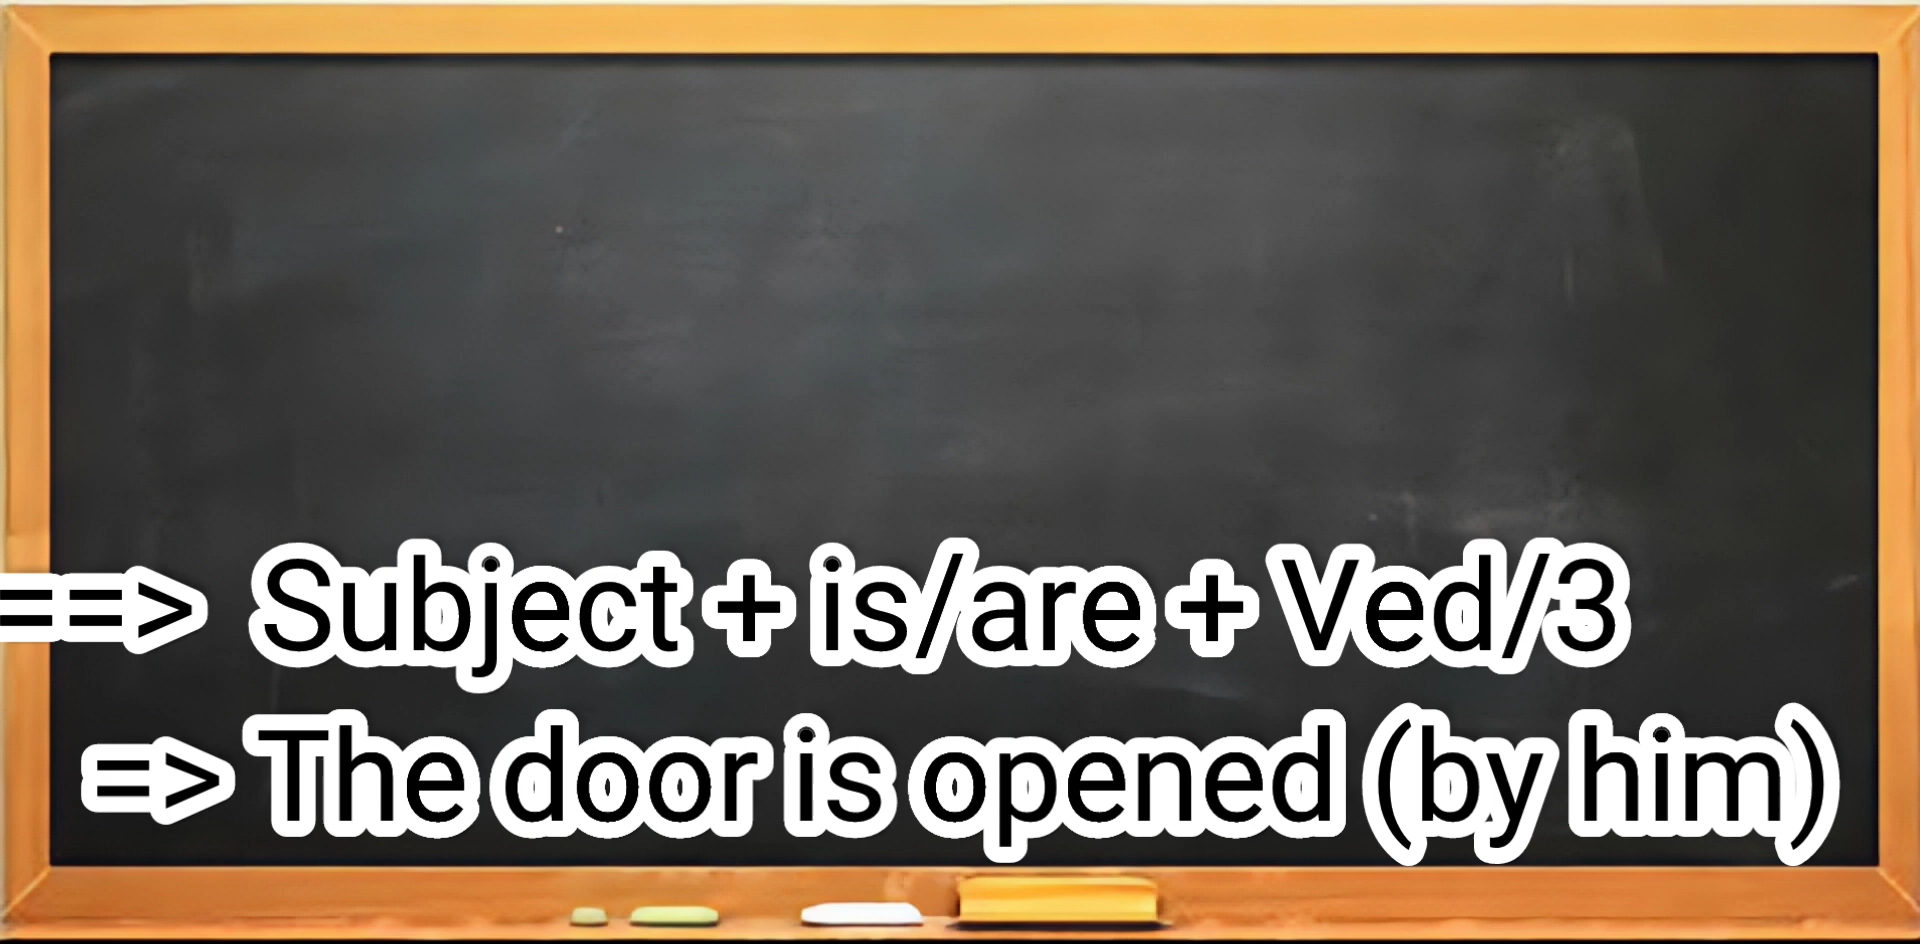 ==> Subject + is/are + Ved/3
=> The door is opened (by him)